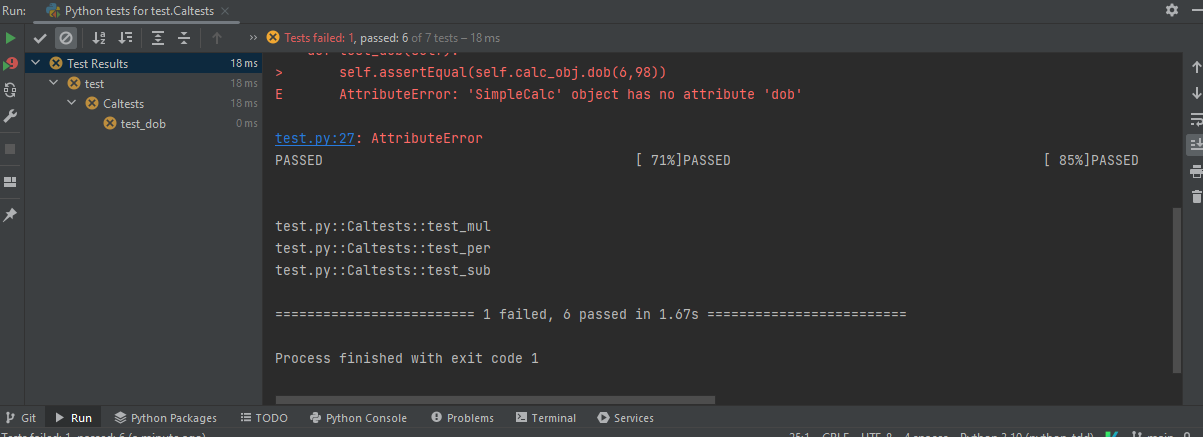 Run: Python tests for test.Caltests
Tests failed: 1, passed: 6 of 7 tests – 18 ms
Test Results 18 ms
test 18 ms
Caltests 18 ms
test_dob 0 ms
> self.assertEqual(self.calc_obj.dob(6,98))
E AttributeError: 'SimpleCalc' object has no attribute 'dob'
test.py:27: AttributeError
PASSED [ 71%]PASSED [ 85%]PASSED
test.py::Caltests::test_mul
test.py::Caltests::test_per
test.py::Caltests::test_sub
========================= 1 failed, 6 passed in 1.67s =========================
Process finished with exit code 1
Git Run Python Packages TODO Python Console Problems Terminal Services
Tests failed: 1, passed: 6 (a minute ago) 25:1 CRLF UTF-8 4 spaces Python 3.10 (python_tdd) main